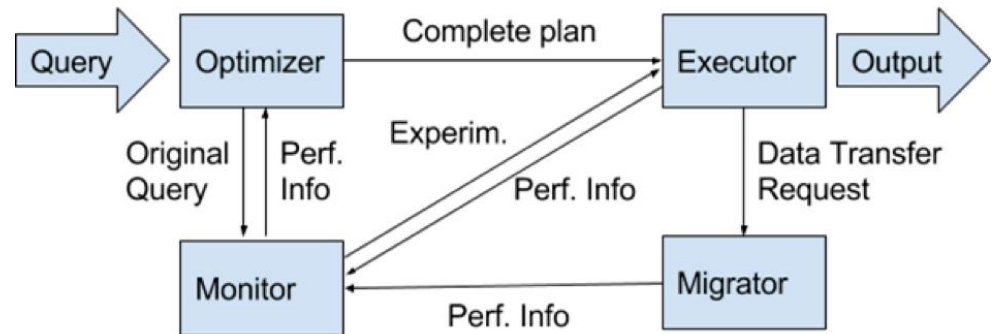 Complete plan
Query
Optimizer
Executor
Output
Experim.
Original
Query
Perf.
Info
Perf. Info
Data Transfer
Request
Monitor
Migrator
Perf. Info